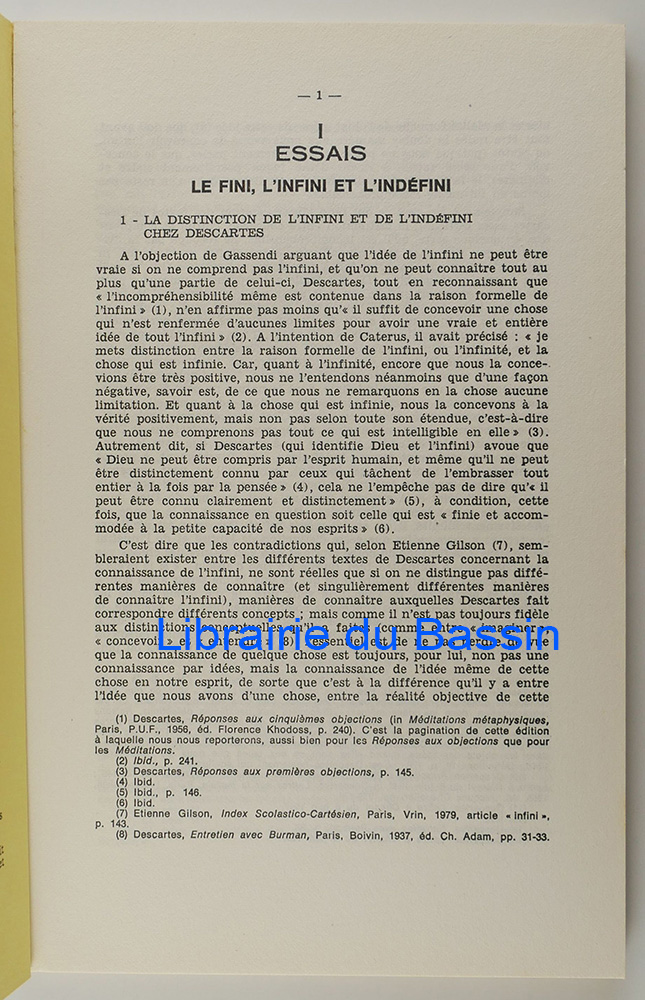 — 1 —
I
ESSAIS
LE FINI, L'INFINI ET L'INDÉFINI
1 - LA DISTINCTION DE L'INFINI ET DE L'INDÉFINI
CHEZ DESCARTES
A l'objection de Gassendi arguant que l'idée de l'infini ne peut être
vraie si on ne comprend pas l'infini, et qu'on ne peut connaître tout au
plus qu'une partie de celui-ci, Descartes, tout en reconnaissant que
« l'incompréhensibilité même est contenue dans la raison formelle de
l'infini » (1), n'en affirme pas moins qu'« il suffit de concevoir une chose
qui n'est renfermée d'aucunes limites pour avoir une vraie et entière
idée de tout l'infini » (2). A l'intention de Caterus, il avait précisé : « je
mets distinction entre la raison formelle de l'infini, ou l'infinité, et la
chose qui est infinie. Car, quant à l'infinité, encore que nous la conce-
vions être très positive, nous ne l'entendons néanmoins que d'une façon
négative, savoir est, de ce que nous ne remarquons en la chose aucune
limitation. Et quant à la chose qui est infinie, nous la concevons à la
vérité positivement, mais non pas selon toute son étendue, c'est-à-dire
que nous ne comprenons pas tout ce qui est intelligible en elle » (3).
Autrement dit, si Descartes (qui identifie Dieu et l'infini) avoue que
« Dieu ne peut être compris par l'esprit humain, et même qu'il ne peut
être distinctement connu par ceux qui tâchent de l'embrasser tout
entier à la fois par la pensée » (4), cela ne l'empêche pas de dire qu'« il
peut être connu clairement et distinctement » (5), à condition, cette
fois, que la connaissance en question soit celle qui est « finie et accom-
modée à la petite capacité de nos esprits » (6).
C'est dire que les contradictions qui, selon Etienne Gilson (7), sem-
bleraient exister entre les différents textes de Descartes concernant la
connaissance de l'infini, ne sont réelles que si on ne distingue pas diffé-
rentes manières de connaître (et singulièrement différentes manières
de connaître l'infini), manières de connaître auxquelles Descartes fait
correspondre différents concepts ; mais comme il n'est pas toujours fidèle
aux distinctions conceptuelles qu'il a faites (comme entre « imaginer »,
« concevoir » et « entendre » (8)), l'essentiel est de ne pas perdre de vue
Librairie du Bassin
que la connaissance de quelque chose est toujours, pour lui, non pas une
connaissance par idées, mais la connaissance de l'idée même de cette
chose en notre esprit, de sorte que c'est à la différence qu'il y a entre
l'idée que nous avons d'une chose, entre la réalité objective de cette
(1) Descartes, Réponses aux cinquièmes objections (in Méditations métaphysiques,
Paris, P.U.F., 1956, éd. Florence Khodoss, p. 240). C'est la pagination de cette édition
à laquelle nous nous reporterons, aussi bien pour les Réponses aux objections que pour
les Méditations.
(2) Ibid., p. 241.
(3) Descartes, Réponses aux premières objections, p. 145.
(4) Ibid.
(5) Ibid., p. 146.
(6) Ibid.
(7) Etienne Gilson, Index Scolastico-Cartésien, Paris, Vrin, 1979, article « Infini »,
p. 143.
(8) Descartes, Entretien avec Burman, Paris, Boivin, 1937, éd. Ch. Adam, pp. 31-33.